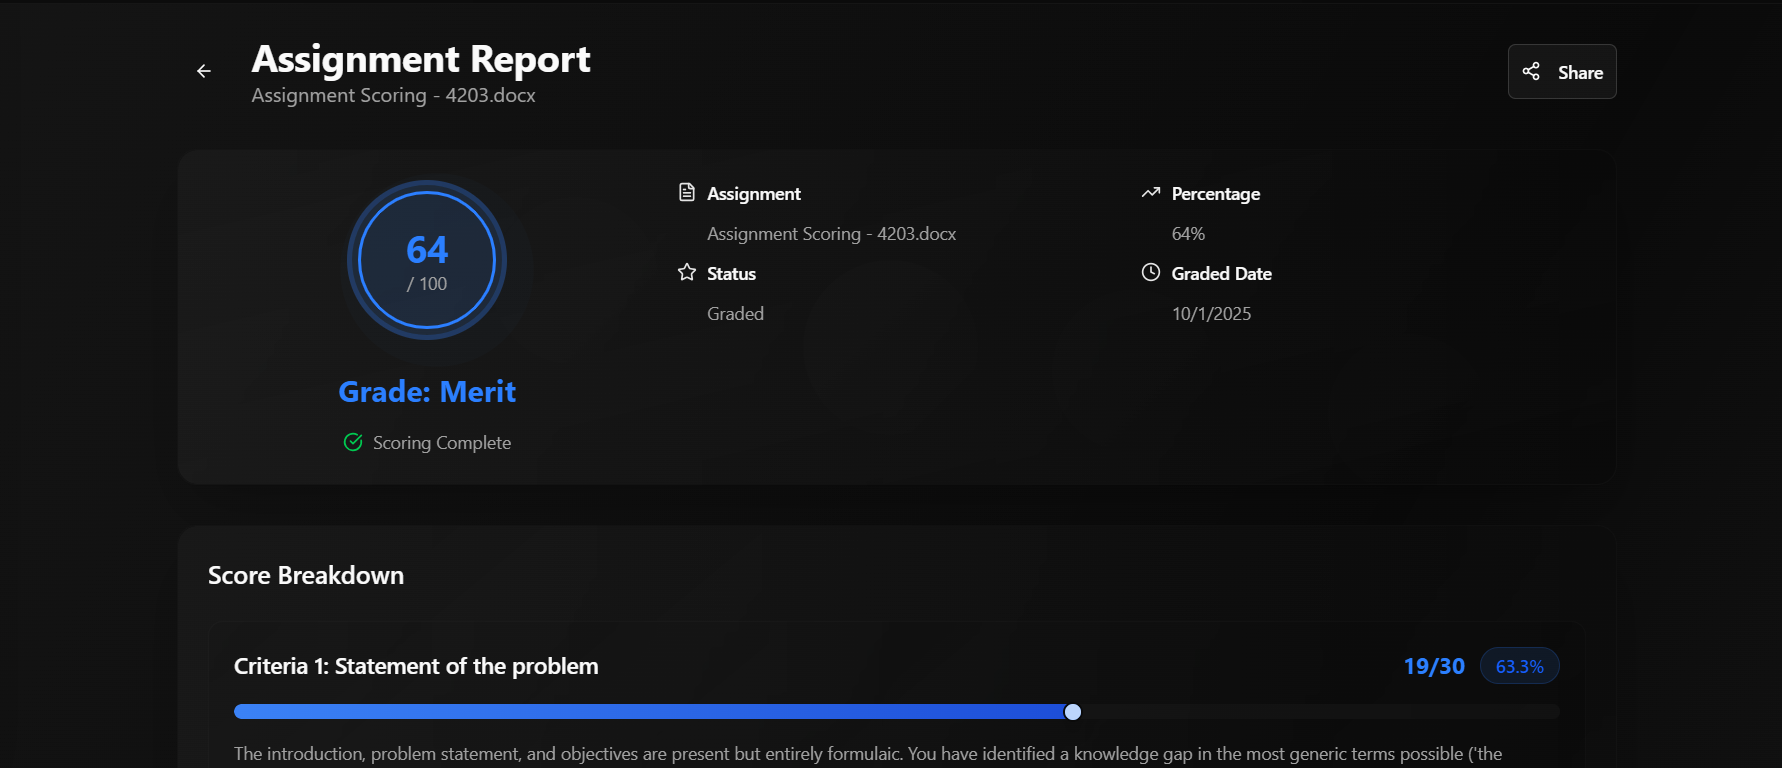 Assignment Report
Assignment Scoring - 4203.docx
Share
64
/ 100
Grade: Merit
Scoring Complete
Assignment
Assignment Scoring - 4203.docx
Status
Graded
Percentage
64%
Graded Date
10/1/2025
Score Breakdown
Criteria 1: Statement of the problem
19/30
63.3%
The introduction, problem statement, and objectives are present but entirely formulaic. You have identified a knowledge gap in the most generic terms possible ('the